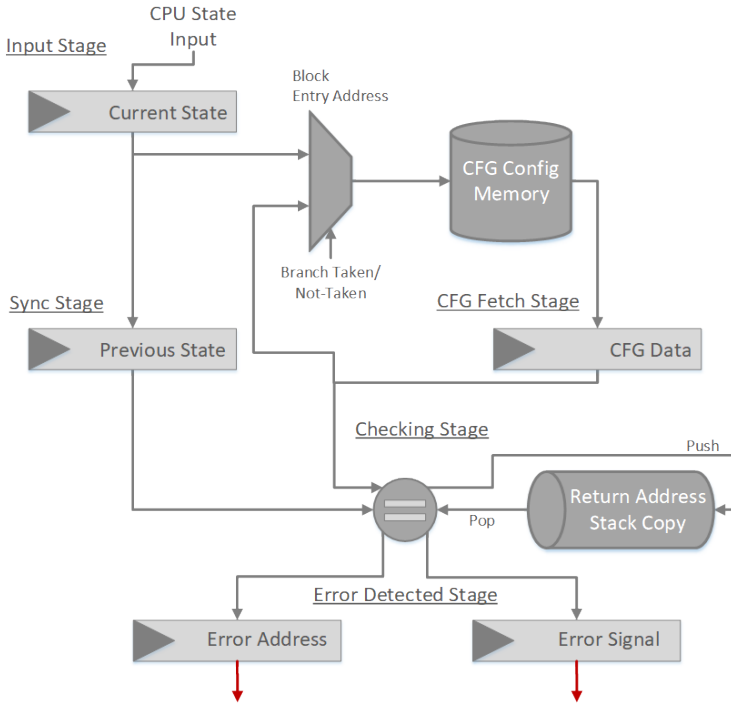 CPU State
Input
Input Stage
Current State
Block
Entry Address
CFG Config
Memory
Branch Taken/
Not-Taken
Sync Stage
CFG Fetch Stage
Previous State
CFG Data
Checking Stage
Push
Return Address
Stack Copy
Pop
Error Detected Stage
Error Address
Error Signal